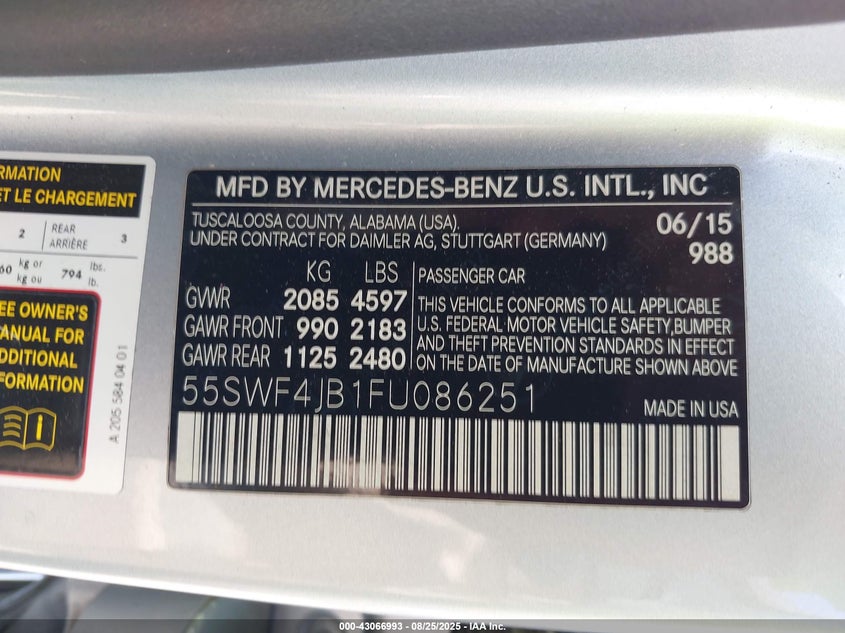 RMATION
ET LE CHARGEMENT
2 REAR ARRIÈRE 3
60 kg or kg ou 794 lbs. lb.
EE OWNER'S
ANUAL FOR
DDITIONAL
FORMATION
A 205 584 04 01
MFD BY MERCEDES-BENZ U.S. INTL., INC
TUSCALOOSA COUNTY, ALABAMA (USA). 06/15
UNDER CONTRACT FOR DAIMLER AG, STUTTGART (GERMANY) 988
KG LBS
GVWR 2085 4597
GAWR FRONT 990 2183
GAWR REAR 1125 2480
PASSENGER CAR
THIS VEHICLE CONFORMS TO ALL APPLICABLE
U.S. FEDERAL MOTOR VEHICLE SAFETY,BUMPER
AND THEFT PREVENTION STANDARDS IN EFFECT
ON THE DATE OF MANUFACTURE SHOWN ABOVE
55SWF4JB1FU086251
MADE IN USA
000-43066993 - 08/25/2025 - IAA Inc.